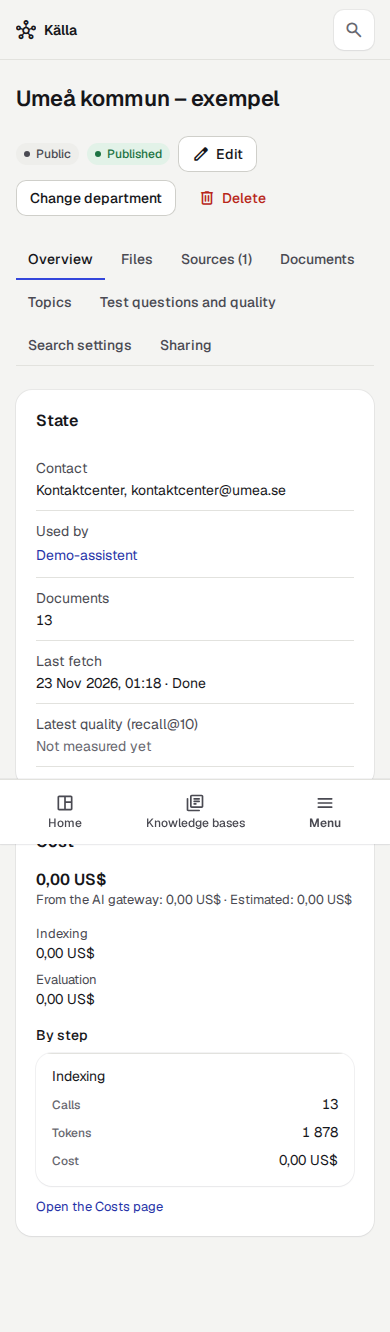 Källa
Umeå kommun – exempel
Public
Published
Edit
Change department
Delete
Overview
Files
Sources (1)
Documents
Topics
Test questions and quality
Search settings
Sharing
State
Contact
Kontaktcenter, kontaktcenter@umea.se
Used by
Demo-assistent
Documents
13
Last fetch
23 Nov 2026, 01:18 · Done
Latest quality (recall@10)
Not measured yet
Home
Knowledge bases
Menu
Cost
0,00 US$
From the AI gateway: 0,00 US$ · Estimated: 0,00 US$
Indexing
0,00 US$
Evaluation
0,00 US$
By step
Indexing
Calls 13
Tokens 1 878
Cost 0,00 US$
Open the Costs page